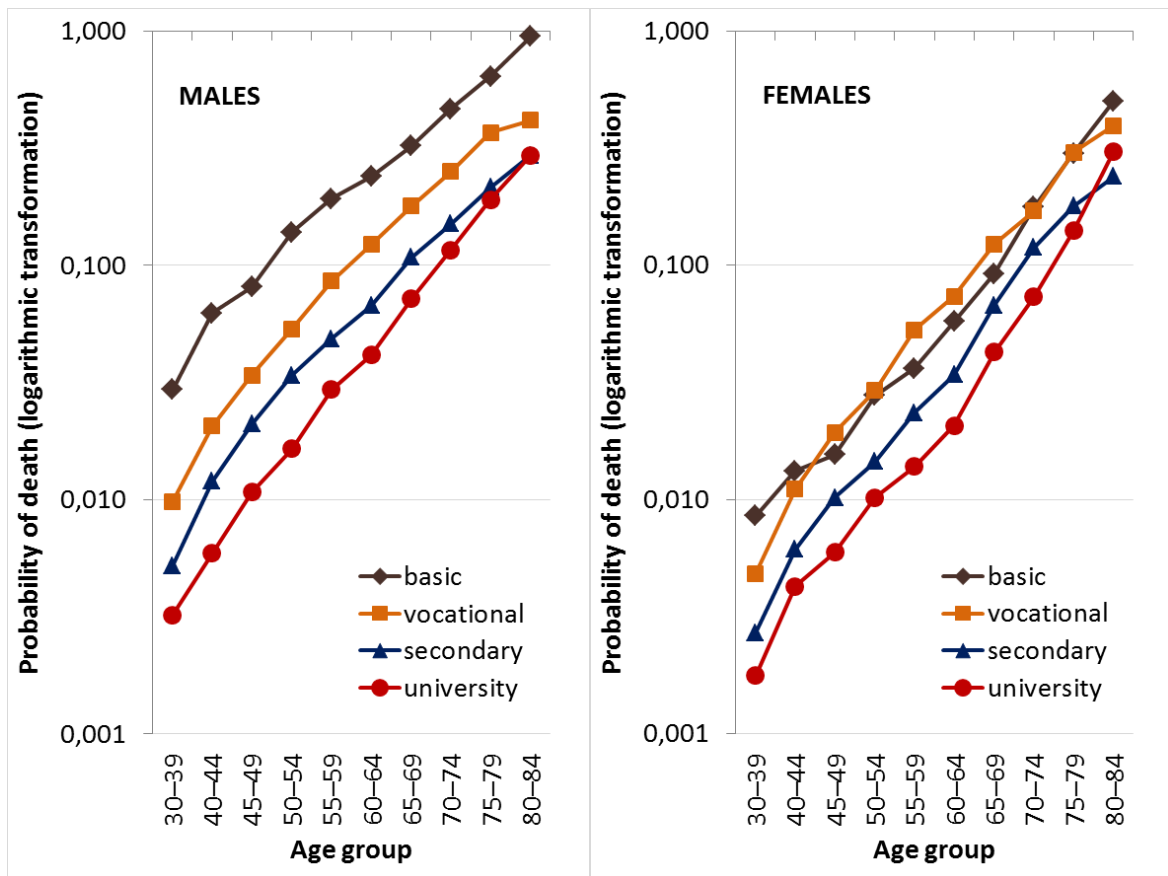 Probability of death (logarithmic transformation)
1,000
0,100
0,010
0,001
MALES
basic
vocational
secondary
university
30–39
40–44
45–49
50–54
55–59
60–64
65–69
70–74
75–79
80–84
Age group
Probability of death (logarithmic transformation)
1,000
0,100
0,010
0,001
FEMALES
basic
vocational
secondary
university
30–39
40–44
45–49
50–54
55–59
60–64
65–69
70–74
75–79
80–84
Age group